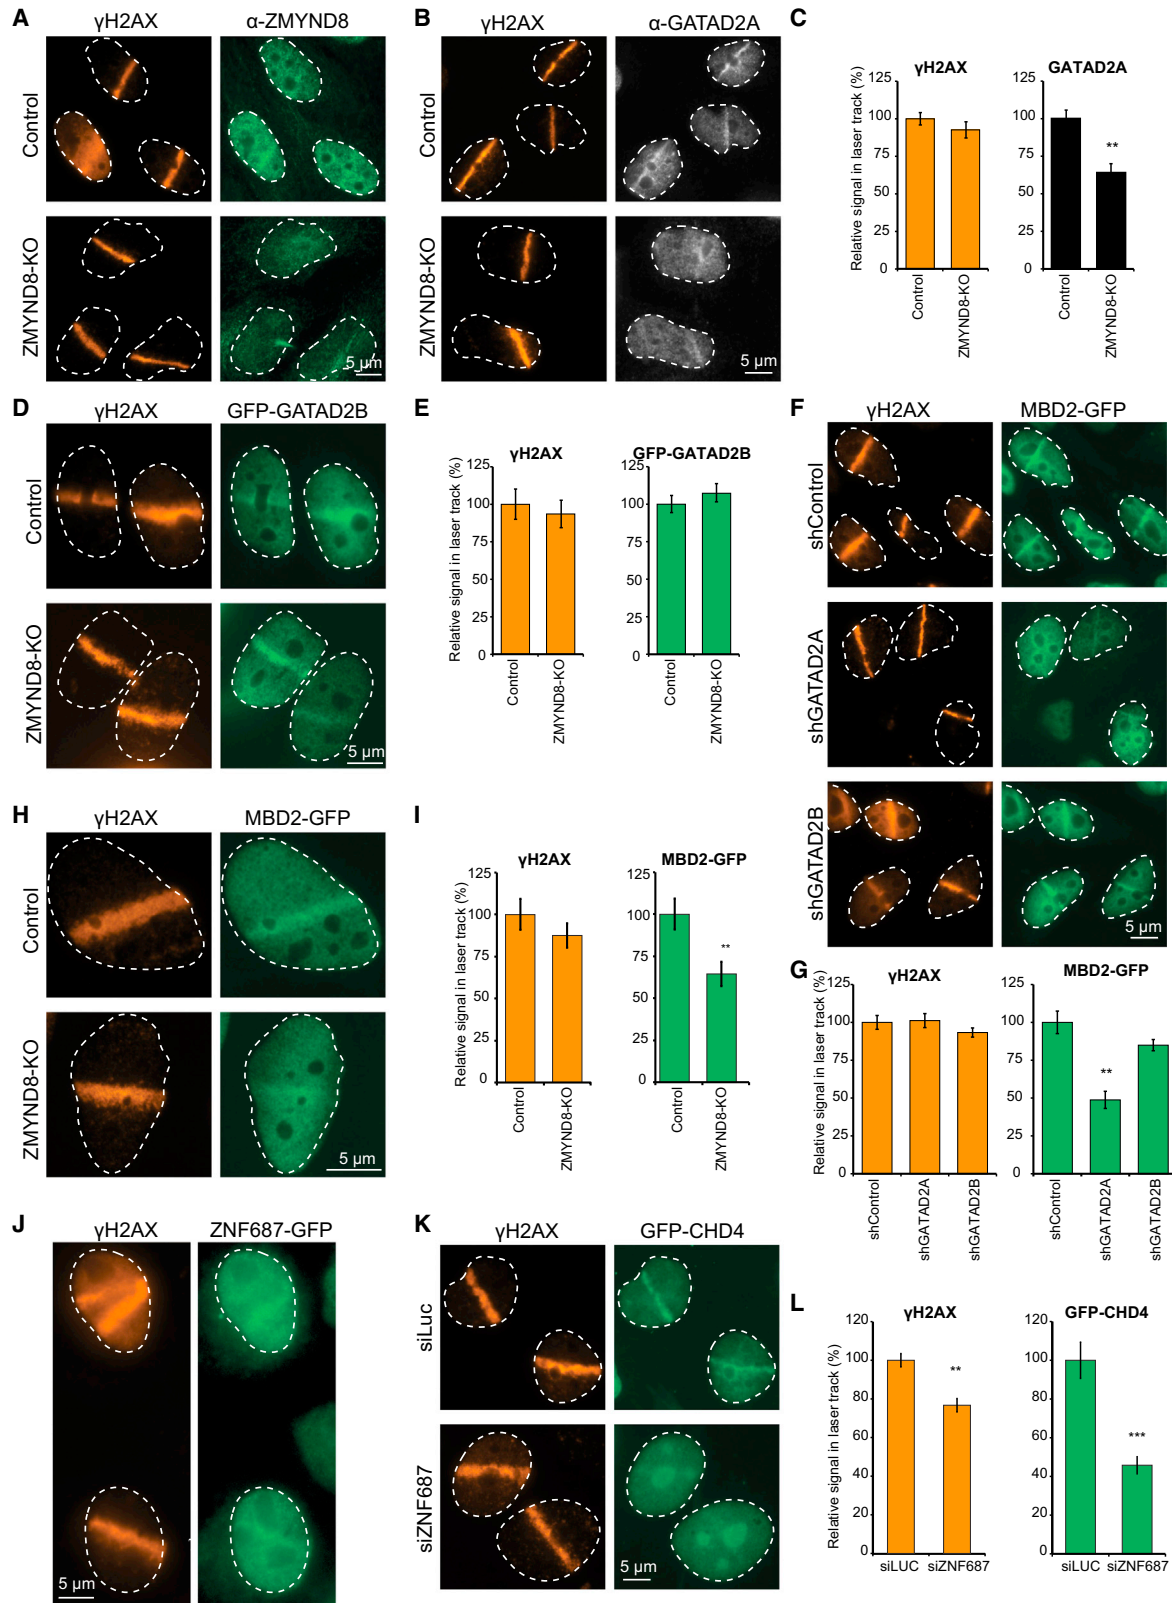 A
γH2AX
α-ZMYND8
Control
ZMYND8-KO
5 μm
B
γH2AX
α-GATAD2A
Control
ZMYND8-KO
5 μm
C
γH2AX
GATAD2A
Relative signal in laser track (%)
125
100
75
50
25
0
Control
ZMYND8-KO
125
100
75
50
25
0
**
Control
ZMYND8-KO
D
γH2AX
GFP-GATAD2B
Control
ZMYND8-KO
5 μm
E
γH2AX
GFP-GATAD2B
Relative signal in laser track (%)
125
100
75
50
25
0
Control
ZMYND8-KO
125
100
75
50
25
0
Control
ZMYND8-KO
F
γH2AX
MBD2-GFP
shControl
shGATAD2A
shGATAD2B
5 μm
H
γH2AX
MBD2-GFP
Control
ZMYND8-KO
5 μm
I
γH2AX
MBD2-GFP
Relative signal in laser track (%)
125
100
75
50
25
0
Control
ZMYND8-KO
125
100
75
50
25
0
**
Control
ZMYND8-KO
G
γH2AX
MBD2-GFP
Relative signal in laser track (%)
125
100
75
50
25
0
shControl
shGATAD2A
shGATAD2B
125
100
75
50
25
0
**
shControl
shGATAD2A
shGATAD2B
J
γH2AX
ZNF687-GFP
5 μm
K
γH2AX
GFP-CHD4
siLuc
siZNF687
5 μm
L
γH2AX
GFP-CHD4
Relative signal in laser track (%)
120
100
80
60
40
20
0
**
siLUC
siZNF687
120
100
80
60
40
20
0
***
siLUC
siZNF687